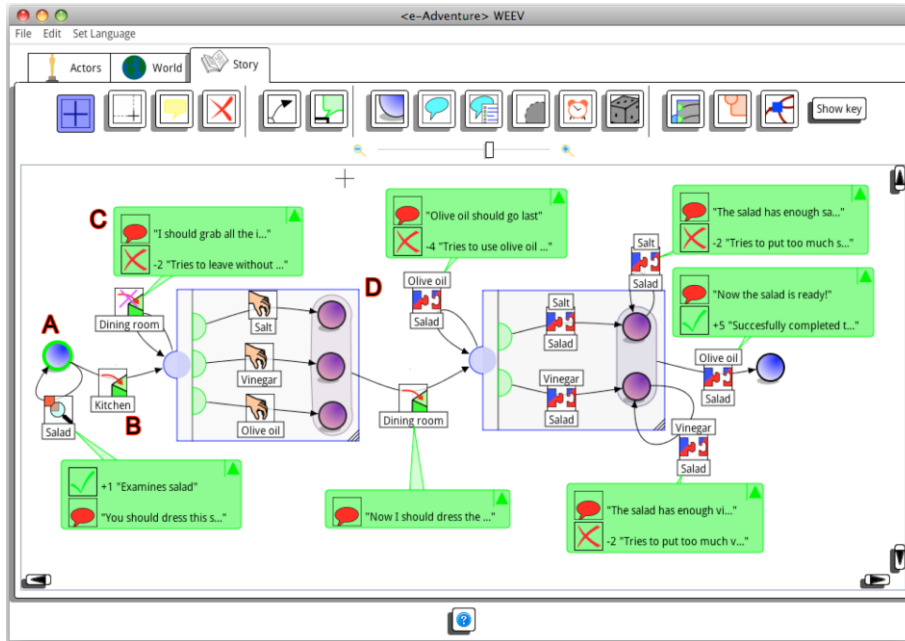 <e-Adventure> WEEV
File Edit Set Language
Actors World Story
Show key
C
"I should grab all the i..."
-2 "Tries to leave without ..."
"Olive oil should go last"
-4 "Tries to use olive oil ..."
"The salad has enough sa..."
-2 "Tries to put too much s..."
"Now the salad is ready!"
+5 "Succesfully completed t..."
A
Dining room
D
Olive oil
Salad
Salt
Salad
Salt
Vinegar
Olive oil
Salt
Salad
Vinegar
Salad
Olive oil
Salad
Kitchen
B
Salad
Dining room
Vinegar
Salad
+1 "Examines salad"
"You should dress this s..."
"Now I should dress the ..."
"The salad has enough vi..."
-2 "Tries to put too much v..."